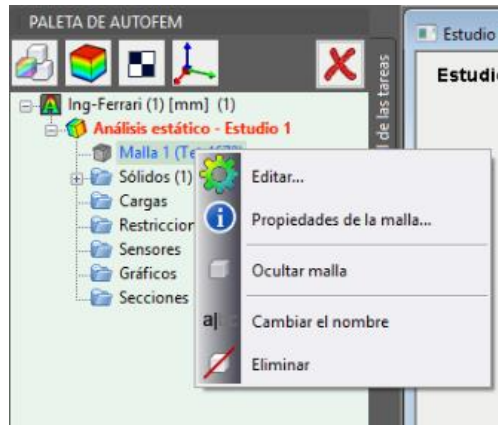 PALETA DE AUTOFEM
Estudio
Estudi
l de las tareas
Ing-Ferrari (1) [mm] (1)
Análisis estático - Estudio 1
Malla 1 (Tet
Sólidos (1)
Cargas
Restriccion
Sensores
Gráficos
Secciones
Editar...
Propiedades de la malla...
Ocultar malla
Cambiar el nombre
Eliminar